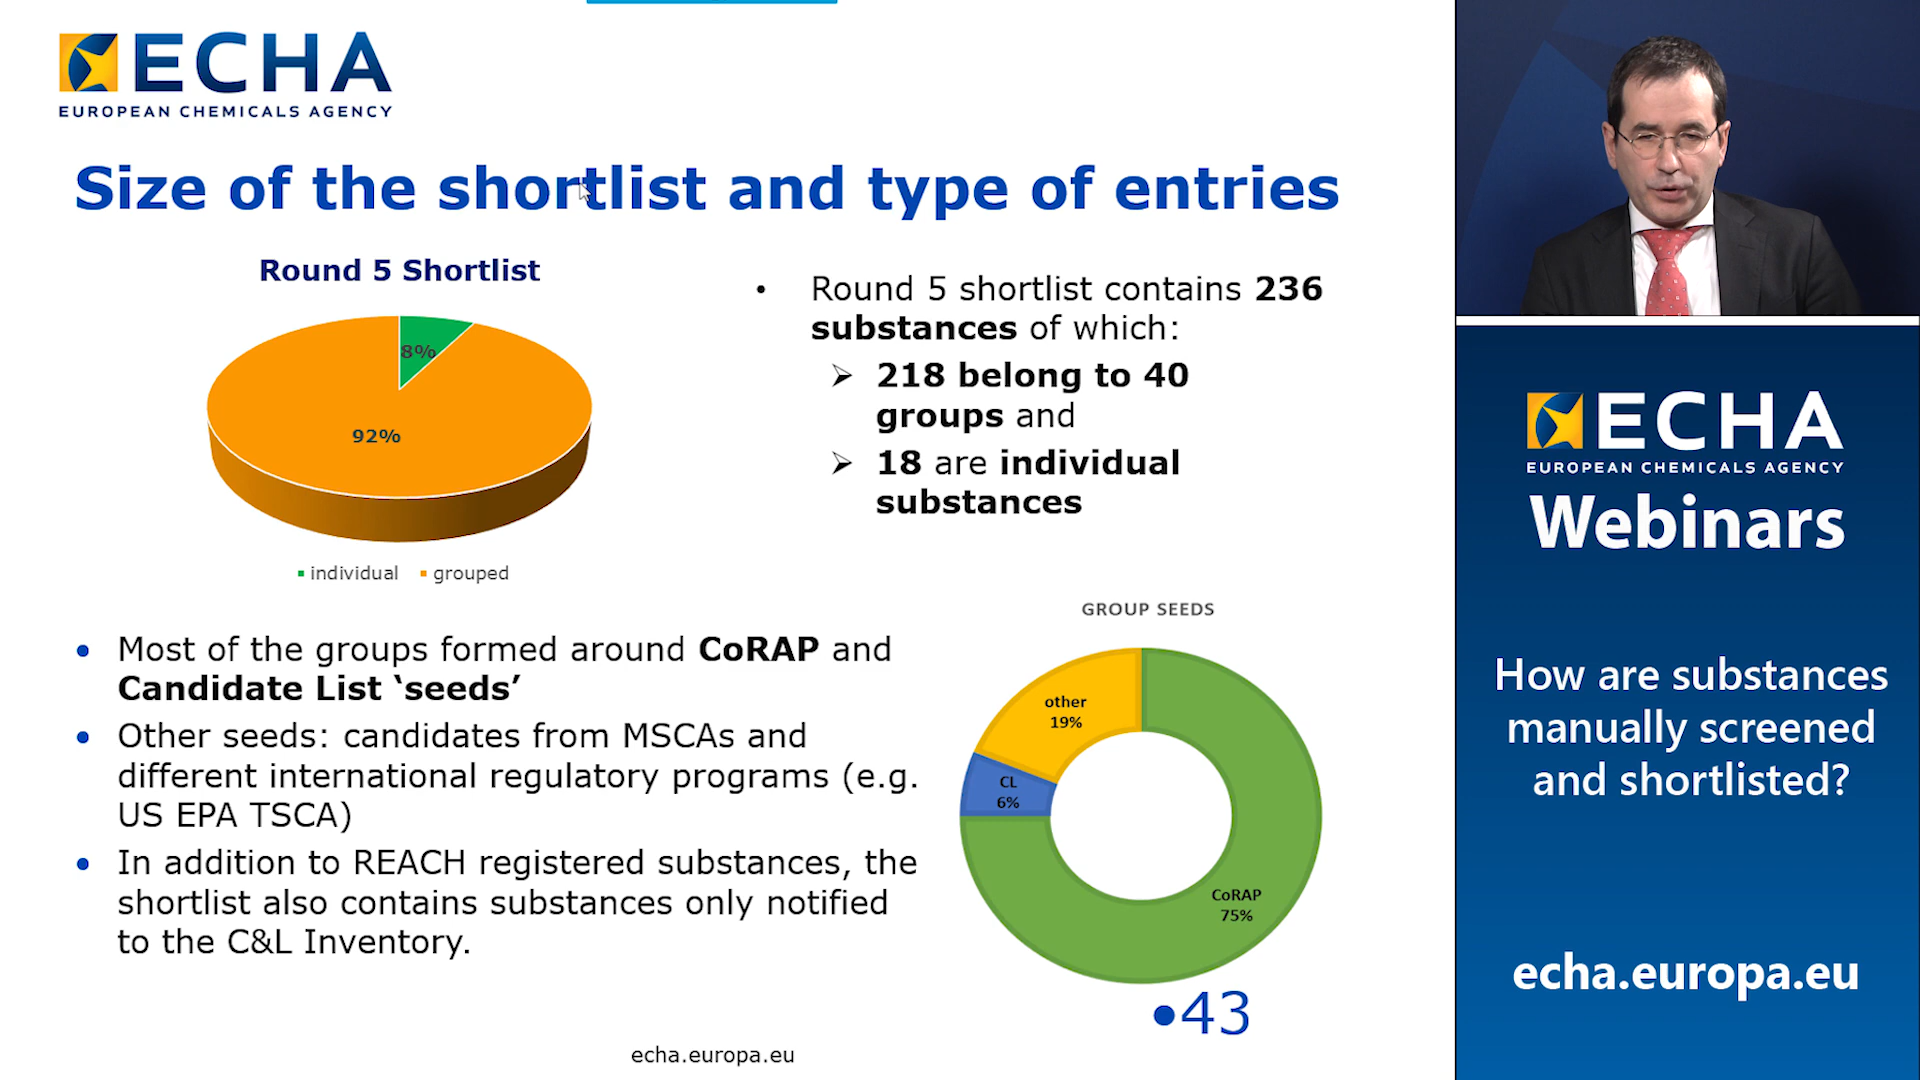 ECHA
EUROPEAN CHEMICALS AGENCY
Size of the shortlist and type of entries
Round 5 Shortlist
8%
92%
individual grouped
• Round 5 shortlist contains 236
substances of which:
➢ 218 belong to 40
groups and
➢ 18 are individual
substances
• Most of the groups formed around CoRAP and
Candidate List ‘seeds’
• Other seeds: candidates from MSCAs and
different international regulatory programs (e.g.
US EPA TSCA)
• In addition to REACH registered substances, the
shortlist also contains substances only notified
to the C&L Inventory.
GROUP SEEDS
other
19%
CL
6%
CoRAP
75%
•43
echa.europa.eu
ECHA
EUROPEAN CHEMICALS AGENCY
Webinars
How are substances
manually screened
and shortlisted?
echa.europa.eu